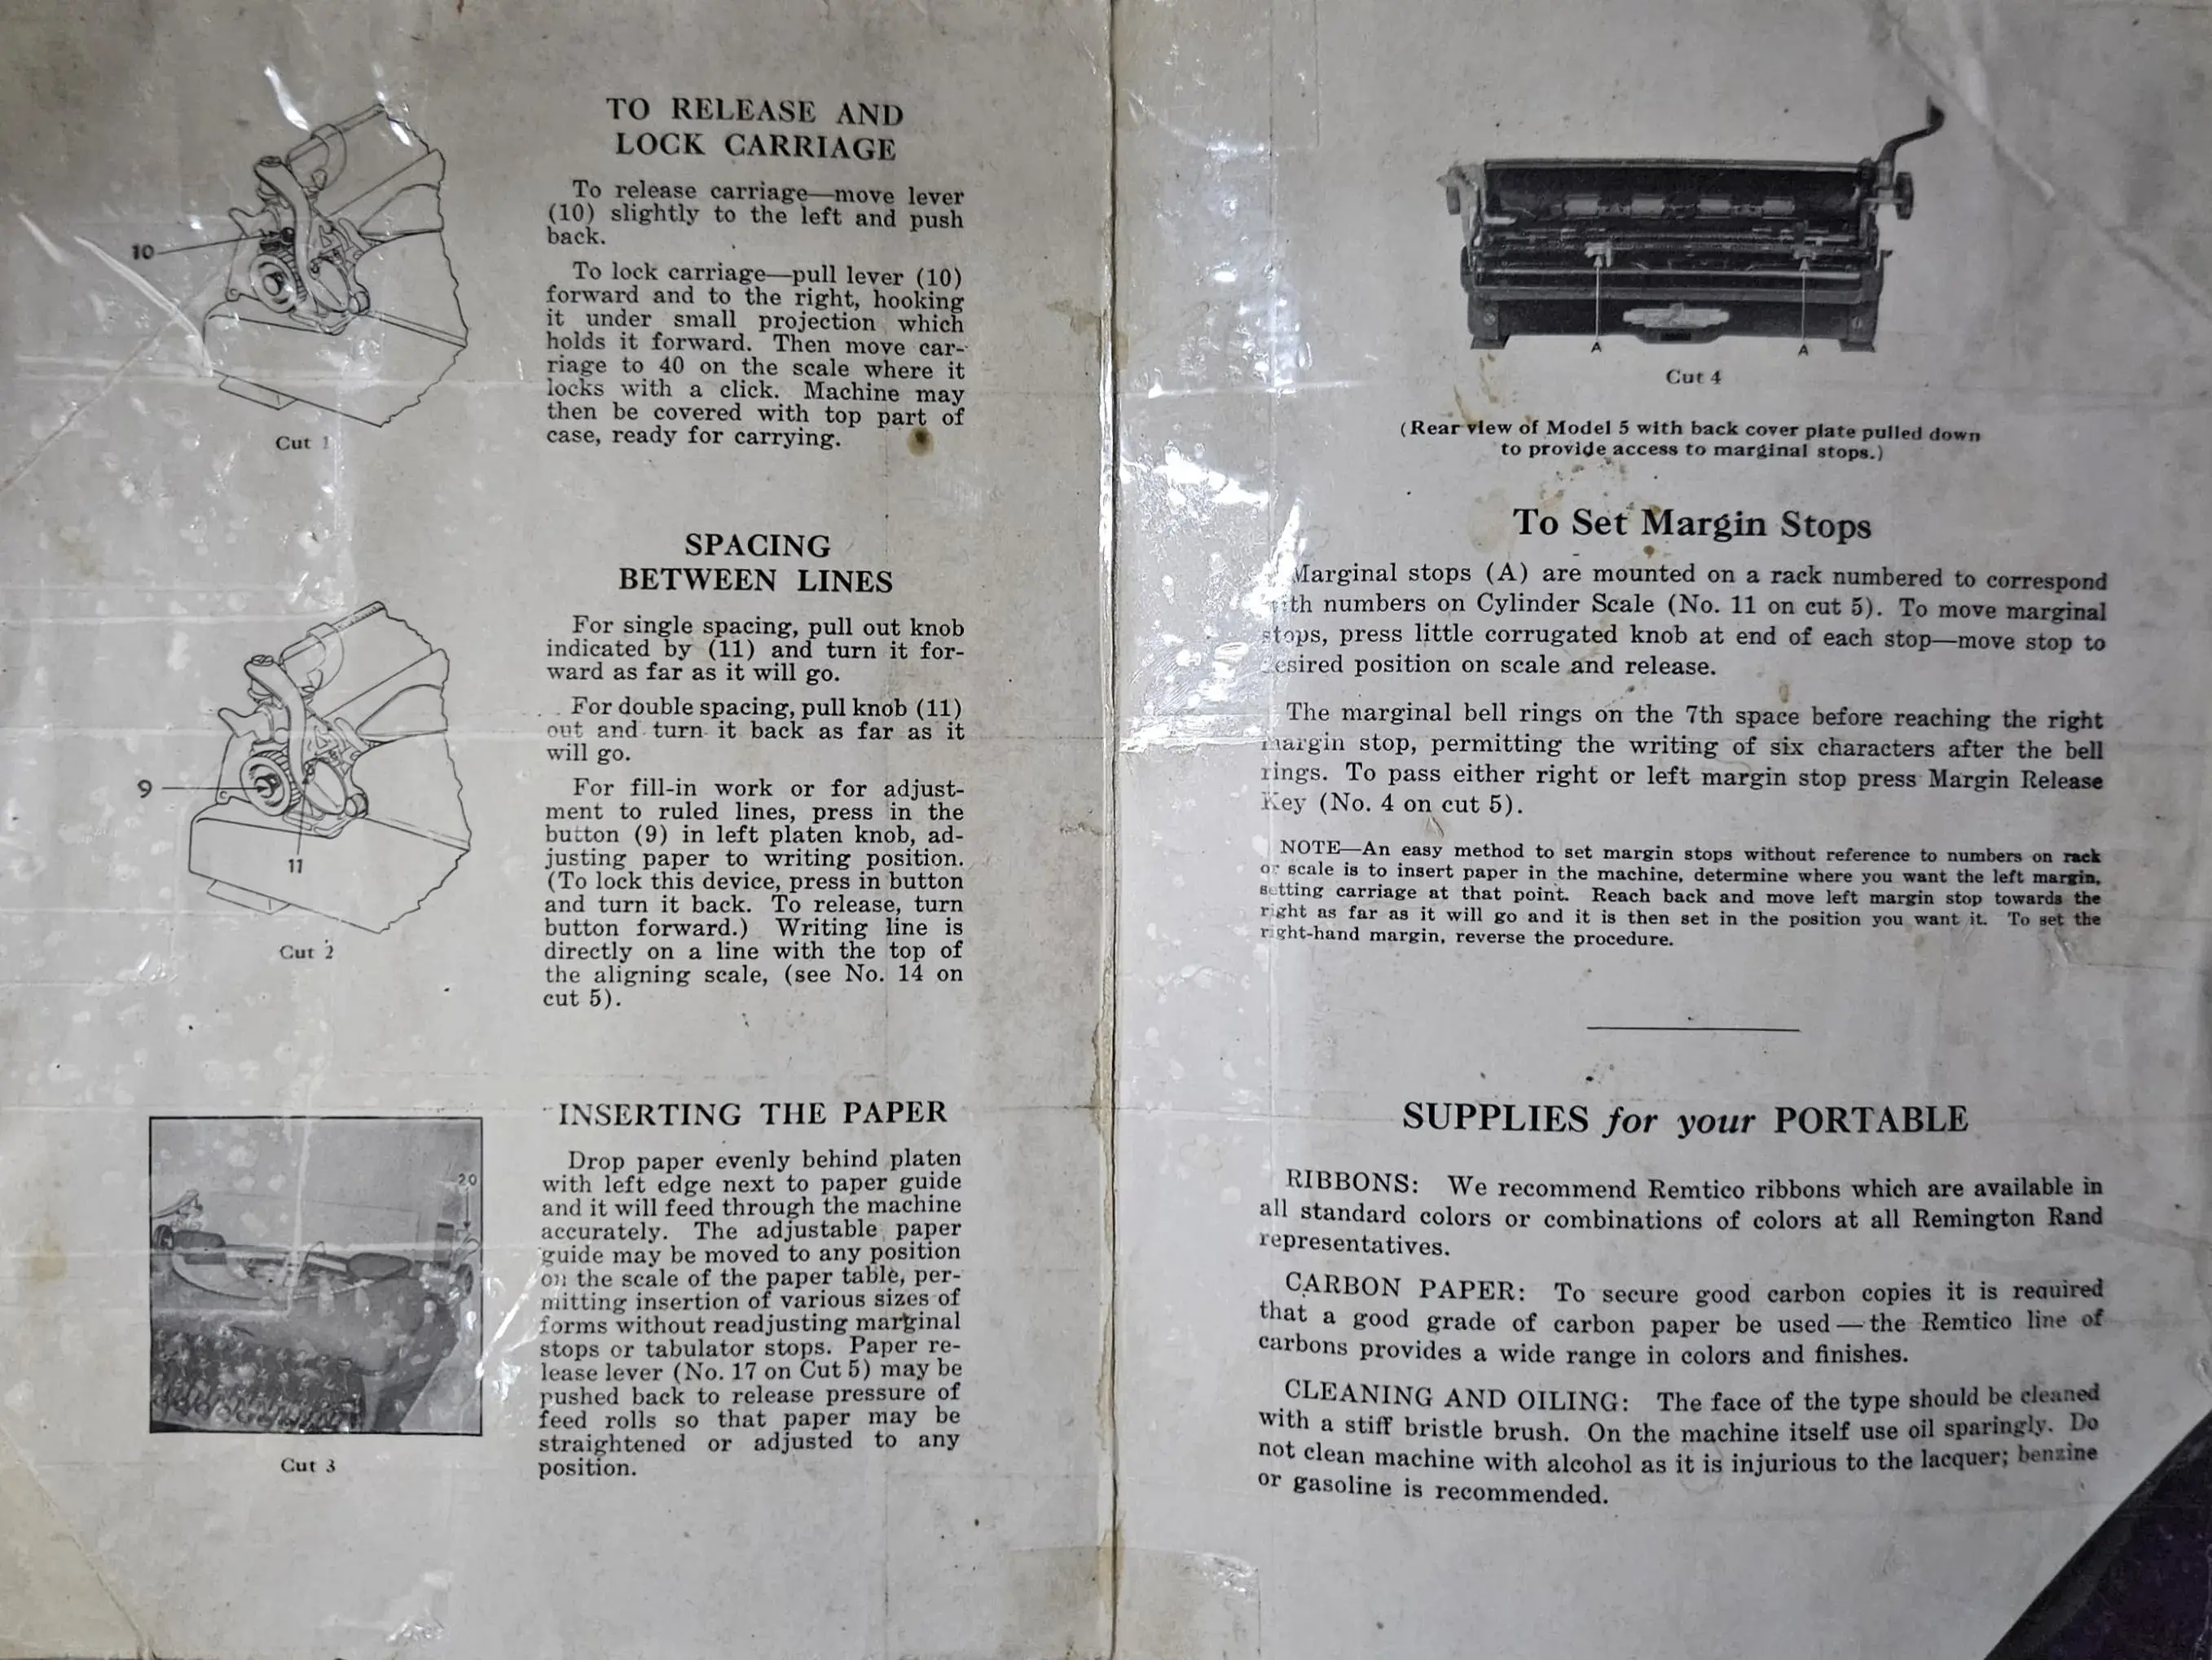 TO RELEASE AND
LOCK CARRIAGE
To release carriage—move lever
(10) slightly to the left and push
back.
To lock carriage—pull lever (10)
forward and to the right, hooking
it under small projection which
holds it forward. Then move car-
riage to 40 on the scale where it
locks with a click. Machine may
then be covered with top part of
case, ready for carrying.
10
Cut 1
SPACING
BETWEEN LINES
For single spacing, pull out knob
indicated by (11) and turn it for-
ward as far as it will go.
For double spacing, pull knob (11)
out and turn it back as far as it
will go.
For fill-in work or for adjust-
ment to ruled lines, press in the
button (9) in left platen knob, ad-
justing paper to writing position.
(To lock this device, press in button
and turn it back. To release, turn
button forward.) Writing line is
directly on a line with the top of
the aligning scale, (see No. 14 on
cut 5).
9
11
Cut 2
INSERTING THE PAPER
Drop paper evenly behind platen
with left edge next to paper guide
and it will feed through the machine
accurately. The adjustable paper
guide may be moved to any position
on the scale of the paper table, per-
mitting insertion of various sizes of
forms without readjusting marginal
stops or tabulator stops. Paper re-
lease lever (No. 17 on Cut 5) may be
pushed back to release pressure of
feed rolls so that paper may be
straightened or adjusted to any
position.
20
Cut 3
A A
Cut 4
(Rear view of Model 5 with back cover plate pulled down
to provide access to marginal stops.)
To Set Margin Stops
Marginal stops (A) are mounted on a rack numbered to correspond
with numbers on Cylinder Scale (No. 11 on cut 5). To move marginal
stops, press little corrugated knob at end of each stop—move stop to
desired position on scale and release.
The marginal bell rings on the 7th space before reaching the right
margin stop, permitting the writing of six characters after the bell
rings. To pass either right or left margin stop press Margin Release
Key (No. 4 on cut 5).
NOTE—An easy method to set margin stops without reference to numbers on rack
or scale is to insert paper in the machine, determine where you want the left margin,
setting carriage at that point. Reach back and move left margin stop towards the
right as far as it will go and it is then set in the position you want it. To set the
right-hand margin, reverse the procedure.
SUPPLIES for your PORTABLE
RIBBONS: We recommend Remtico ribbons which are available in
all standard colors or combinations of colors at all Remington Rand
representatives.
CARBON PAPER: To secure good carbon copies it is required
that a good grade of carbon paper be used—the Remtico line of
carbons provides a wide range in colors and finishes.
CLEANING AND OILING: The face of the type should be cleaned
with a stiff bristle brush. On the machine itself use oil sparingly. Do
not clean machine with alcohol as it is injurious to the lacquer; benzine
or gasoline is recommended.